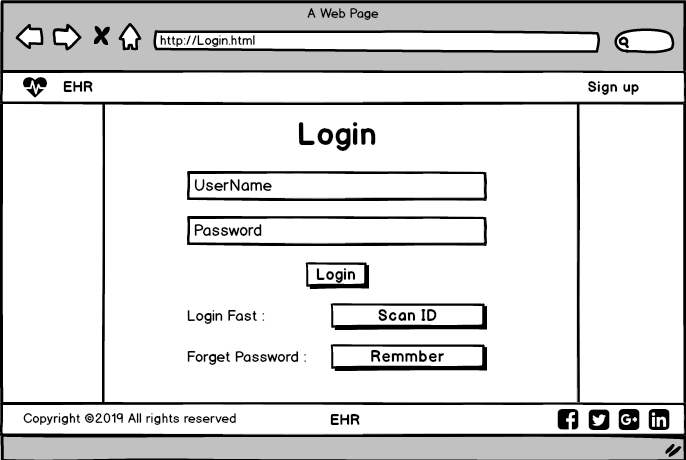 A Web Page
http://Login.html
EHR
Sign up
Login
UserName
Password
Login
Login Fast :
Scan ID
Forget Password :
Remmber
Copyright ©2019 All rights reserved
EHR